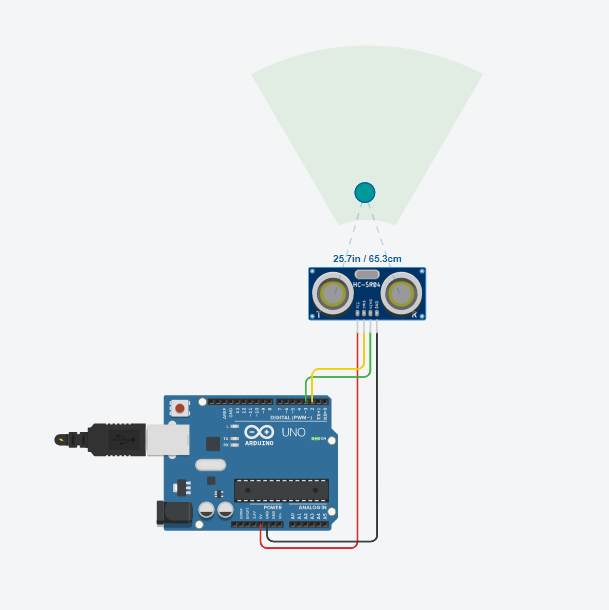 25.7in / 65.3cm
HC-SR04
T
R
VCC
TRIG
ECHO
GND
AREF
GND
13
12
~11
~10
~9
8
7
~6
~5
4
~3
2
TX→1
RX←0
DIGITAL (PWM~)
L
TX
RX
UNO
ON
ARDUINO
POWER
ANALOG IN
IOREF
RESET
3.3V
5V
GND
GND
Vin
A0
A1
A2
A3
A4
A5